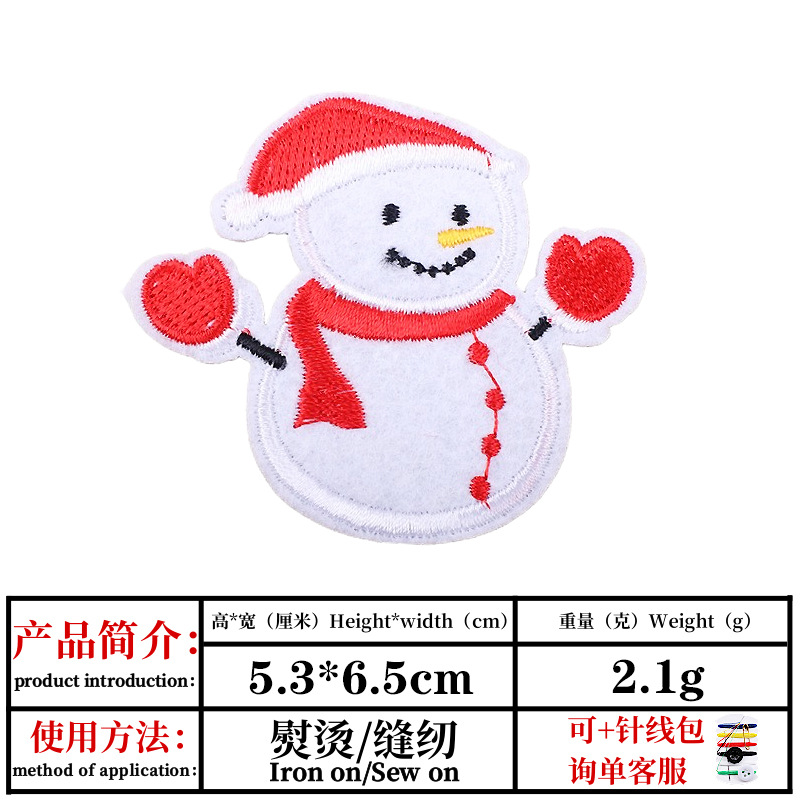 产品简介：
product introduction：
高*宽（厘米）Height*width（cm）
重量（克）Weight（g）
5.3*6.5cm
2.1g
使用方法：
method of application：
熨烫/缝纫
Iron on/Sew on
可+针线包
询单客服